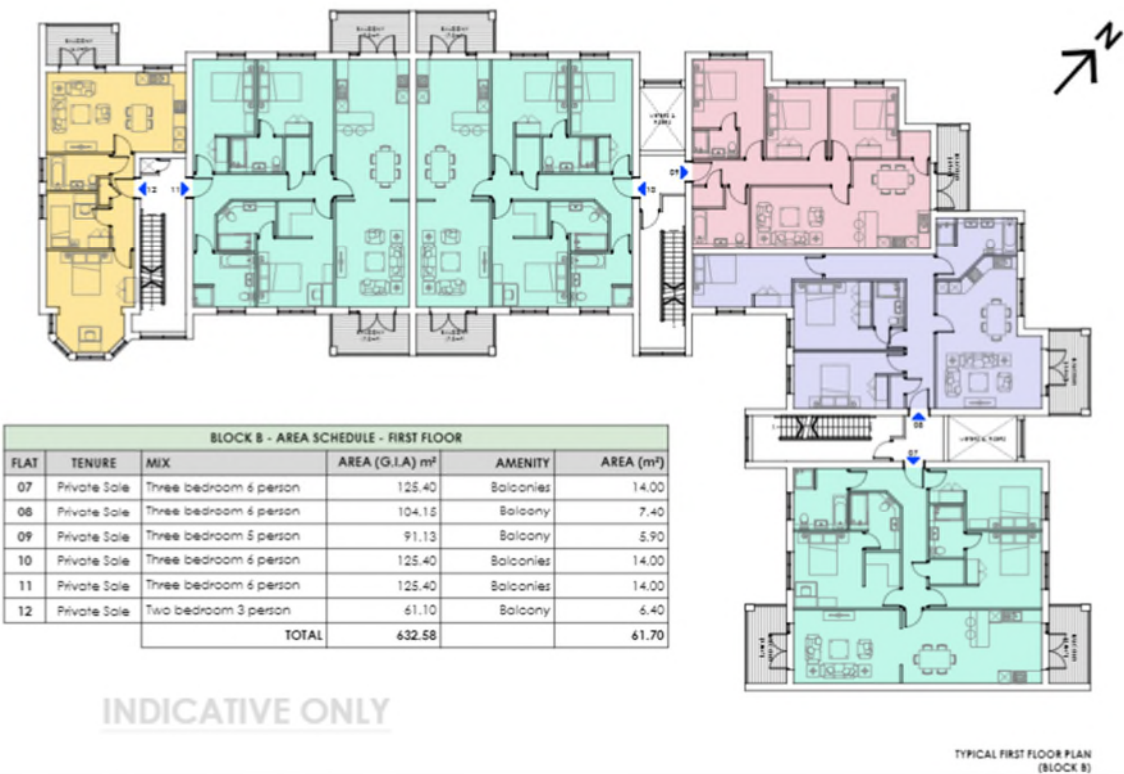 N
BALCONY
BALCONY
BALCONY
12
11
10
09
BALCONY
BALCONY
08
07
BLOCK B - AREA SCHEDULE - FIRST FLOOR
FLAT TENURE MIX AREA (G.I.A) m² AMENITY AREA (m²)
07 Private Sale Three bedroom 6 person 125.40 Balconies 14.00
08 Private Sale Three bedroom 6 person 104.15 Balcony 7.40
09 Private Sale Three bedroom 5 person 91.13 Balcony 5.90
10 Private Sale Three bedroom 6 person 125.40 Balconies 14.00
11 Private Sale Three bedroom 6 person 125.40 Balconies 14.00
12 Private Sale Two bedroom 3 person 61.10 Balcony 6.40
TOTAL 632.58 61.70
INDICATIVE ONLY
TYPICAL FIRST FLOOR PLAN
(BLOCK B)